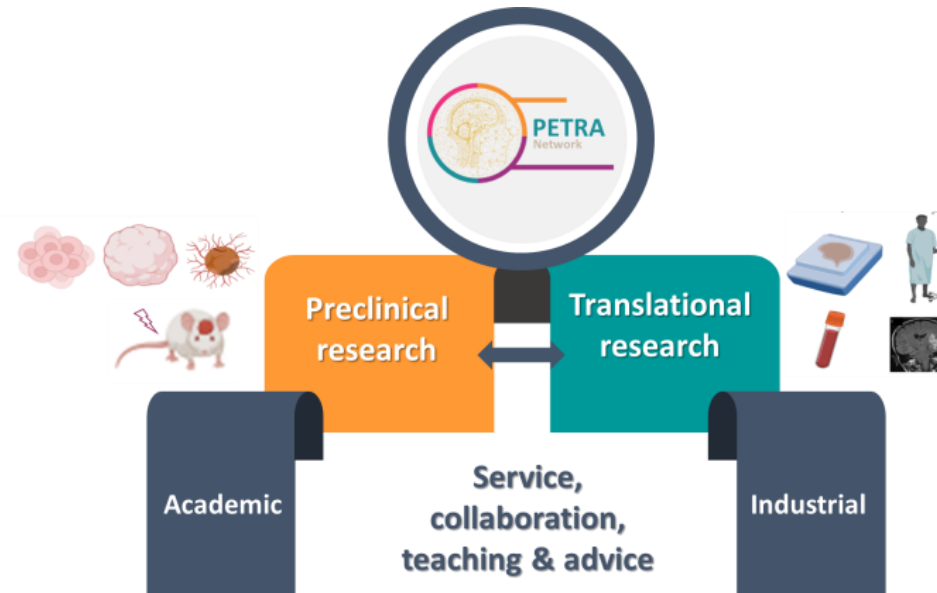 PETRA
Network
Preclinical
research
Translational
research
Academic
Service,
collaboration,
teaching & advice
Industrial